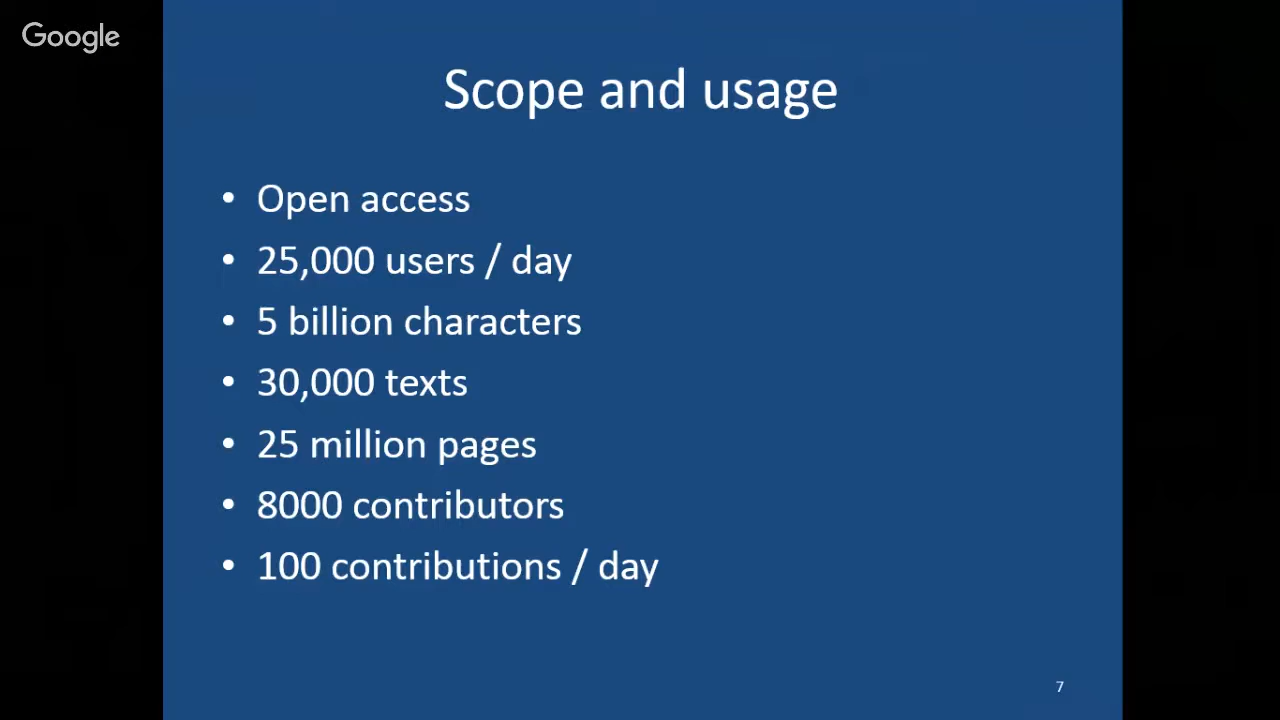 Google
Scope and usage
• Open access
• 25,000 users / day
• 5 billion characters
• 30,000 texts
• 25 million pages
• 8000 contributors
• 100 contributions / day
7